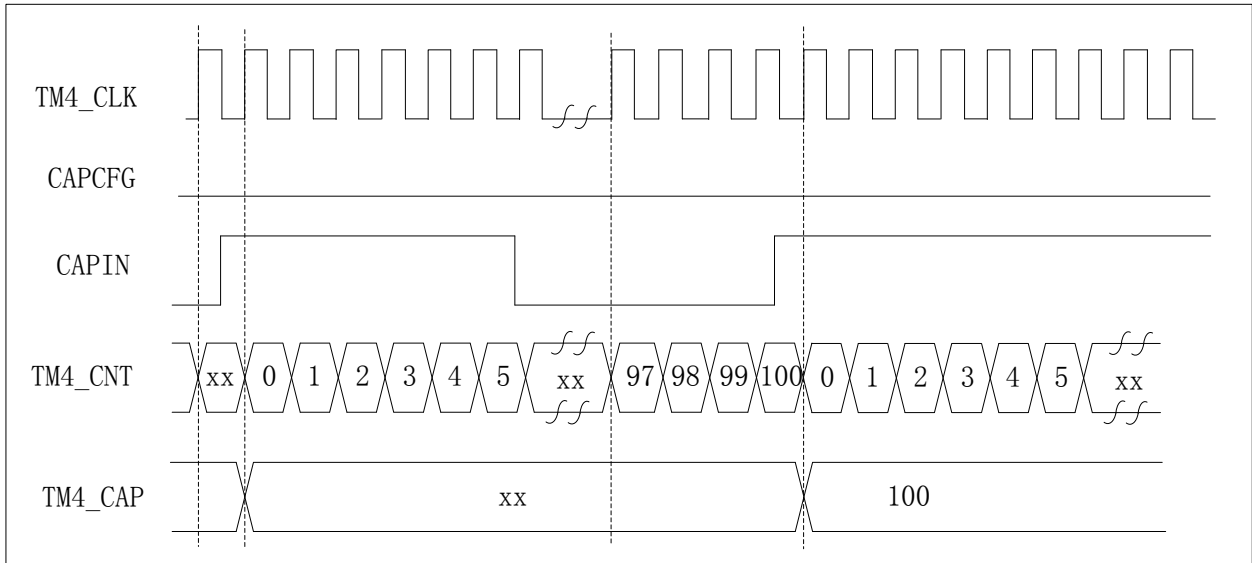 TM4_CLK
CAPCFG
CAPIN
TM4_CNT xx 0 1 2 3 4 5 xx 97 98 99 100 0 1 2 3 4 5 xx
TM4_CAP xx 100